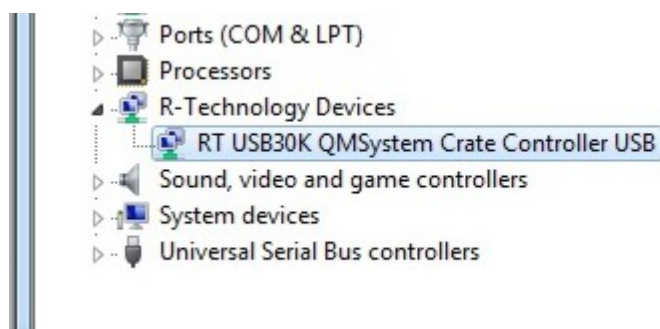 Ports (COM & LPT)
Processors
R-Technology Devices
RT USB30K QMSystem Crate Controller USB
Sound, video and game controllers
System devices
Universal Serial Bus controllers